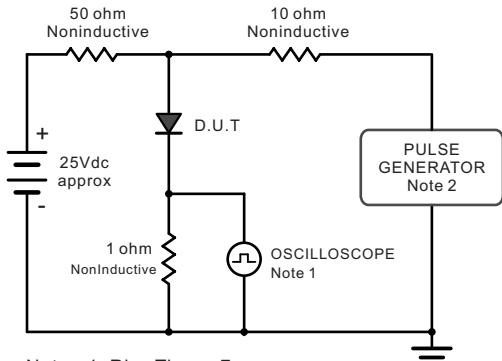 50 ohm
Noninductive
10 ohm
Noninductive
D.U.T
+
25Vdc
approx
-
PULSE
GENERATOR
Note 2
1 ohm
NonInductive
OSCILLOSCOPE
Note 1